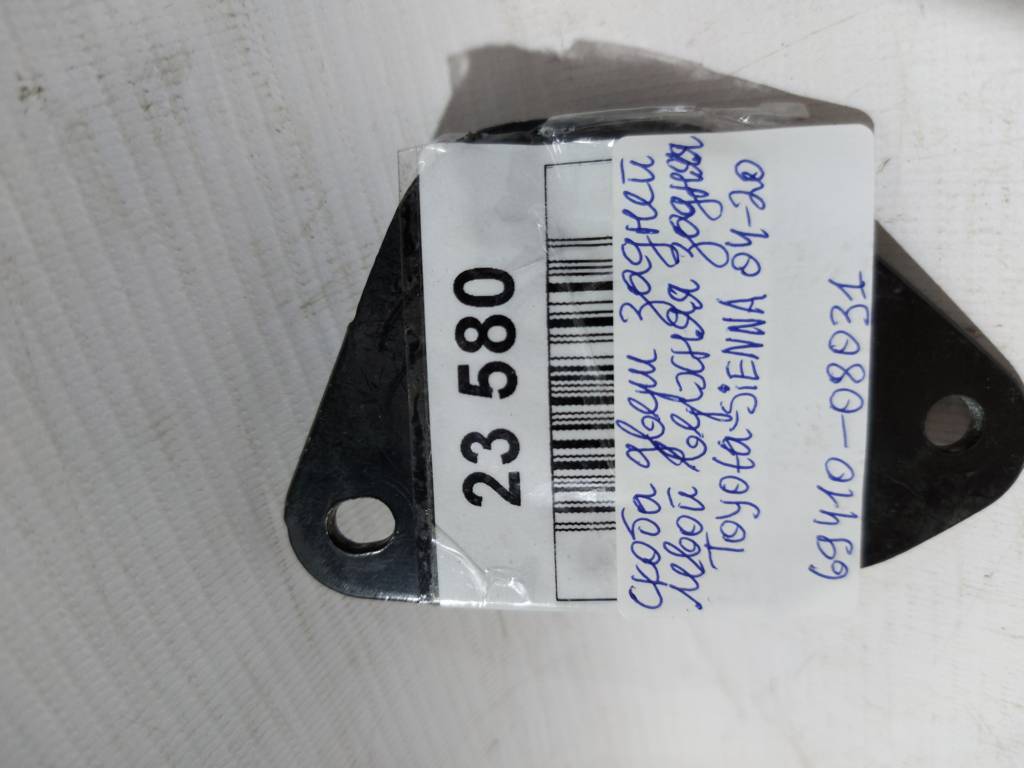 23 580
скоба двери задней
левой верхняя задняя
Toyota-SIENNA 04-20
69410-08031